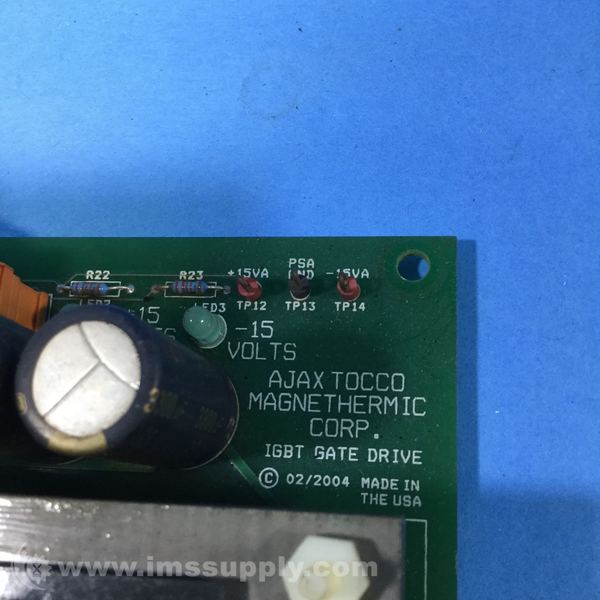 R22
R23
+15VA
PSA
GND
-15VA
LED3
TP12
TP13
TP14
-15
VOLTS
AJAX TOCCO
MAGNETHERMIC
CORP.
IGBT GATE DRIVE
© 02/2004 MADE IN
THE USA
www.imssupply.com